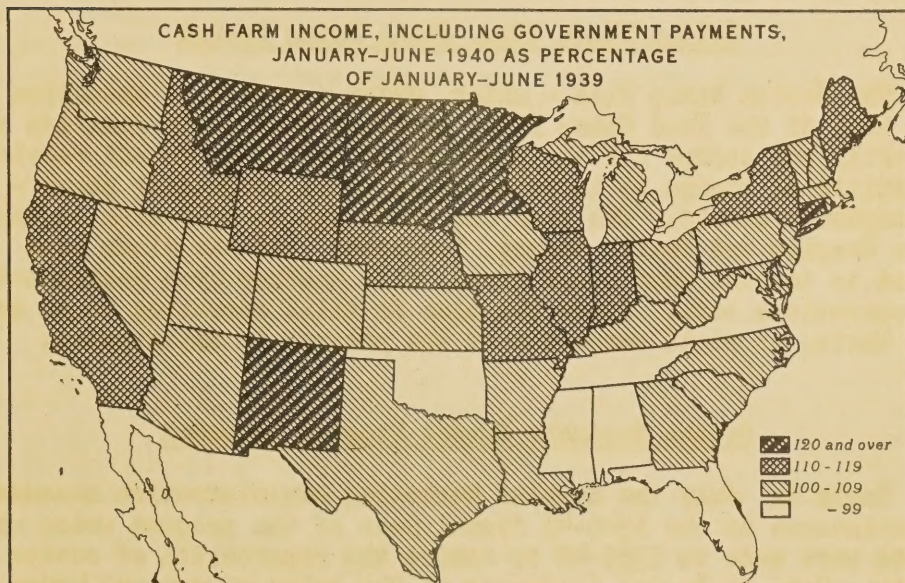 CASH FARM INCOME, INCLUDING GOVERNMENT PAYMENTS,
JANUARY-JUNE 1940 AS PERCENTAGE
OF JANUARY-JUNE 1939
120 and over
110 - 119
100 - 109
- 99